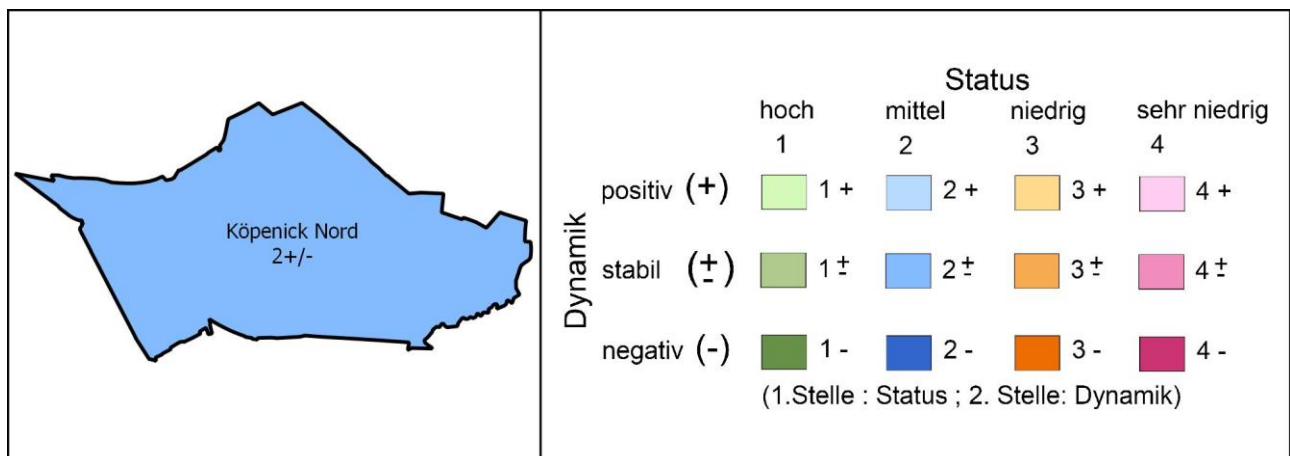 Köpenick Nord
2+/-
Status
hoch mittel niedrig sehr niedrig
1 2 3 4
Dynamik
positiv (+) 1 + 2 + 3 + 4 +
stabil (±) 1 ± 2 ± 3 ± 4 ±
negativ (-) 1 - 2 - 3 - 4 -
(1.Stelle : Status ; 2. Stelle: Dynamik)